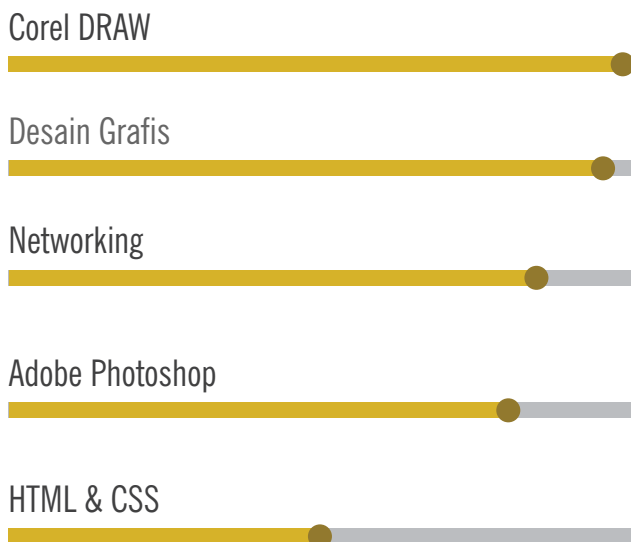 Corel DRAW
Desain Grafis
Networking
Adobe Photoshop
HTML & CSS